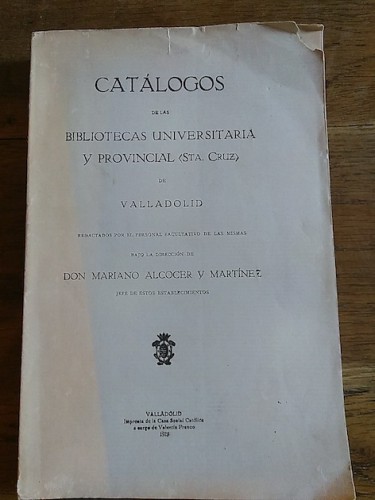 CATÁLOGOS
DE LAS
BIBLIOTECAS UNIVERSITARIA
Y PROVINCIAL (STA. CRUZ)
DE
VALLADOLID
REDACTADOS POR EL PERSONAL FACULTATIVO DE LAS MISMAS
BAJO LA DIRECCIÓN DE
DON MARIANO ALCOCER Y MARTÍNEZ
JEFE DE ESTOS ESTABLECIMIENTOS
VALLADOLID
Imprenta de la Casa Social Católica
a cargo de Valentín Franco